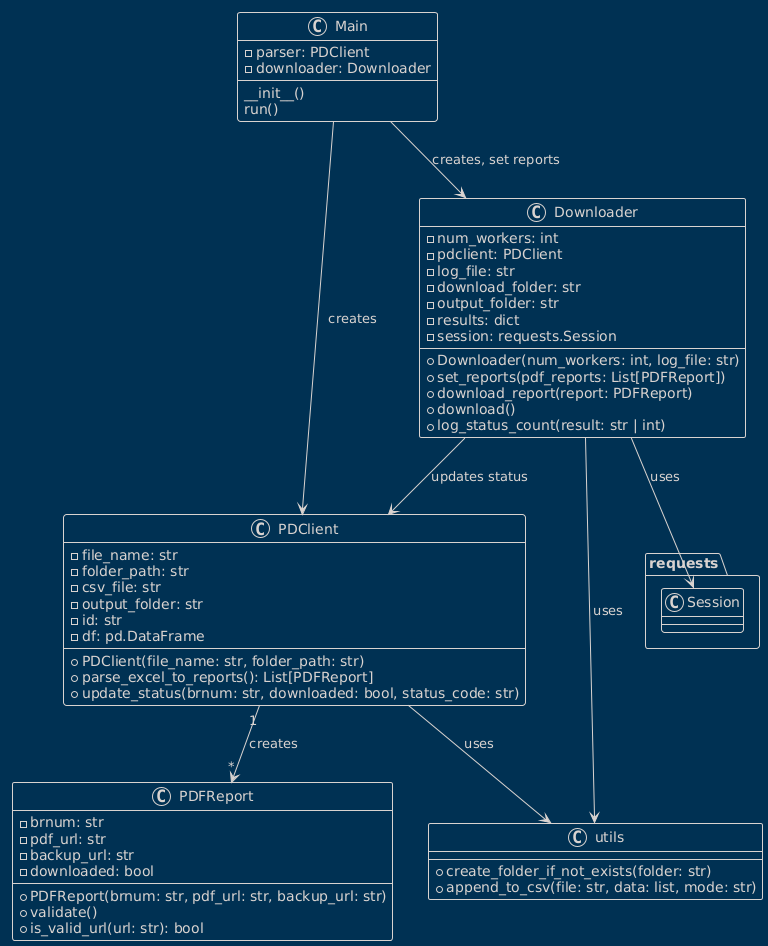 C Main
parser: PDClient
downloader: Downloader
__init__()
run()
creates, set reports
C Downloader
num_workers: int
pdclient: PDClient
log_file: str
download_folder: str
output_folder: str
results: dict
session: requests.Session
Downloader(num_workers: int, log_file: str)
set_reports(pdf_reports: List[PDFReport])
download_report(report: PDFReport)
download()
log_status_count(result: str | int)
creates
updates status
uses
C PDClient
file_name: str
folder_path: str
csv_file: str
output_folder: str
id: str
df: pd.DataFrame
PDClient(file_name: str, folder_path: str)
parse_excel_to_reports(): List[PDFReport]
update_status(brnum: str, downloaded: bool, status_code: str)
requests
C Session
uses
1
creates
*
uses
C PDFReport
brnum: str
pdf_url: str
backup_url: str
downloaded: bool
PDFReport(brnum: str, pdf_url: str, backup_url: str)
validate()
is_valid_url(url: str): bool
C utils
create_folder_if_not_exists(folder: str)
append_to_csv(file: str, data: list, mode: str)